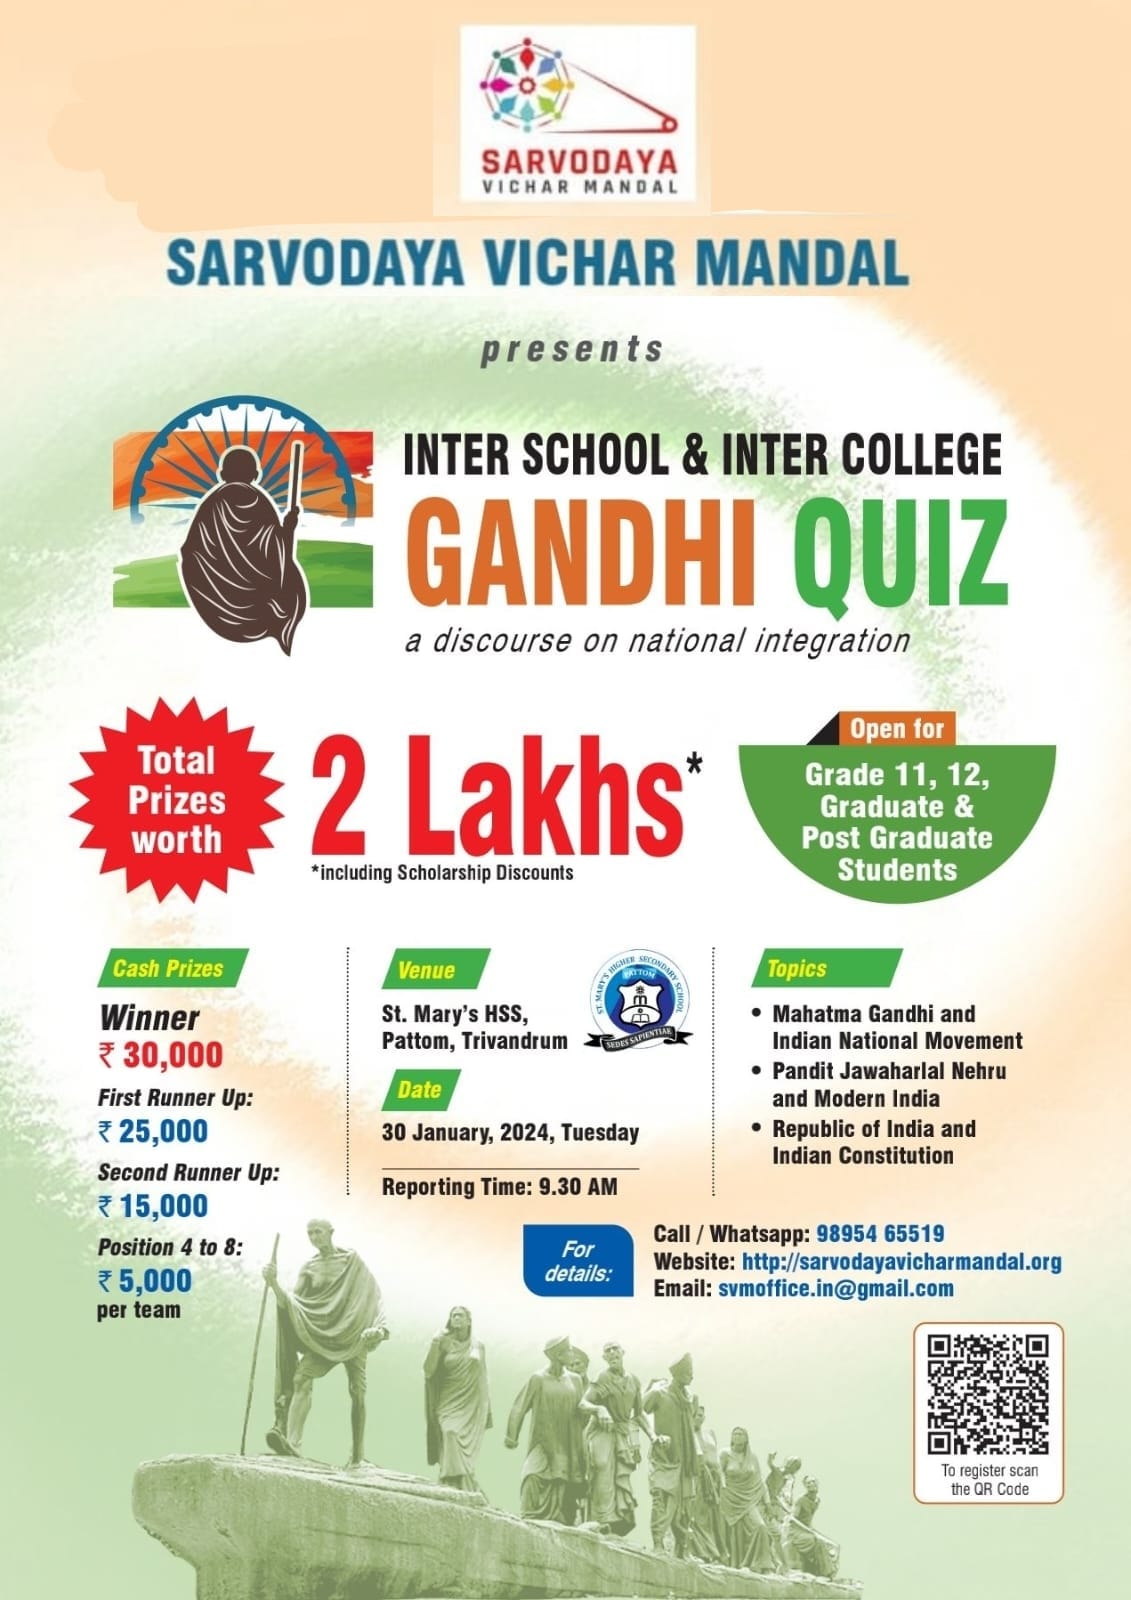 SARVODAYA
VICHAR MANDAL
SARVODAYA VICHAR MANDAL
presents
INTER SCHOOL & INTER COLLEGE
GANDHI QUIZ
a discourse on national integration
Total
Prizes
worth
2 Lakhs*
*including Scholarship Discounts
Open for
Grade 11, 12,
Graduate &
Post Graduate
Students
Cash Prizes
Winner
₹ 30,000
First Runner Up:
₹ 25,000
Second Runner Up:
₹ 15,000
Position 4 to 8:
₹ 5,000
per team
Venue
St. Mary's HSS,
Pattom, Trivandrum
ST. MARY'S HIGHER SECONDARY SCHOOL
PATTOM
SEDES SAPIENTIAE
Date
30 January, 2024, Tuesday
Reporting Time: 9.30 AM
Topics
• Mahatma Gandhi and
Indian National Movement
• Pandit Jawaharlal Nehru
and Modern India
• Republic of India and
Indian Constitution
For
details:
Call / Whatsapp: 98954 65519
Website: http://sarvodayavicharmandal.org
Email: svmoffice.in@gmail.com
To register scan
the QR Code